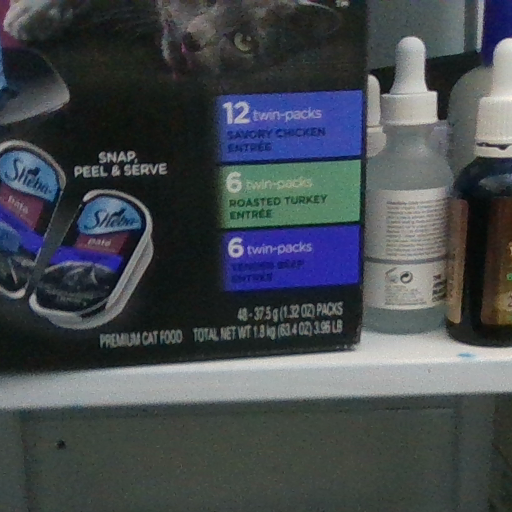 12 twin-packs
SAVORY CHICKEN
ENTRÉE
SNAP,
PEEL & SERVE
6 twin-packs
ROASTED TURKEY
ENTRÉE
6 twin-packs
TENDER BEEF
ENTRÉE
Sheba
paté
Sheba
paté
48 - 37.5 g (1.32 OZ) PACKS
PREMIUM CAT FOOD TOTAL NET WT 1.8 kg (63.4 OZ) 3.96 LB